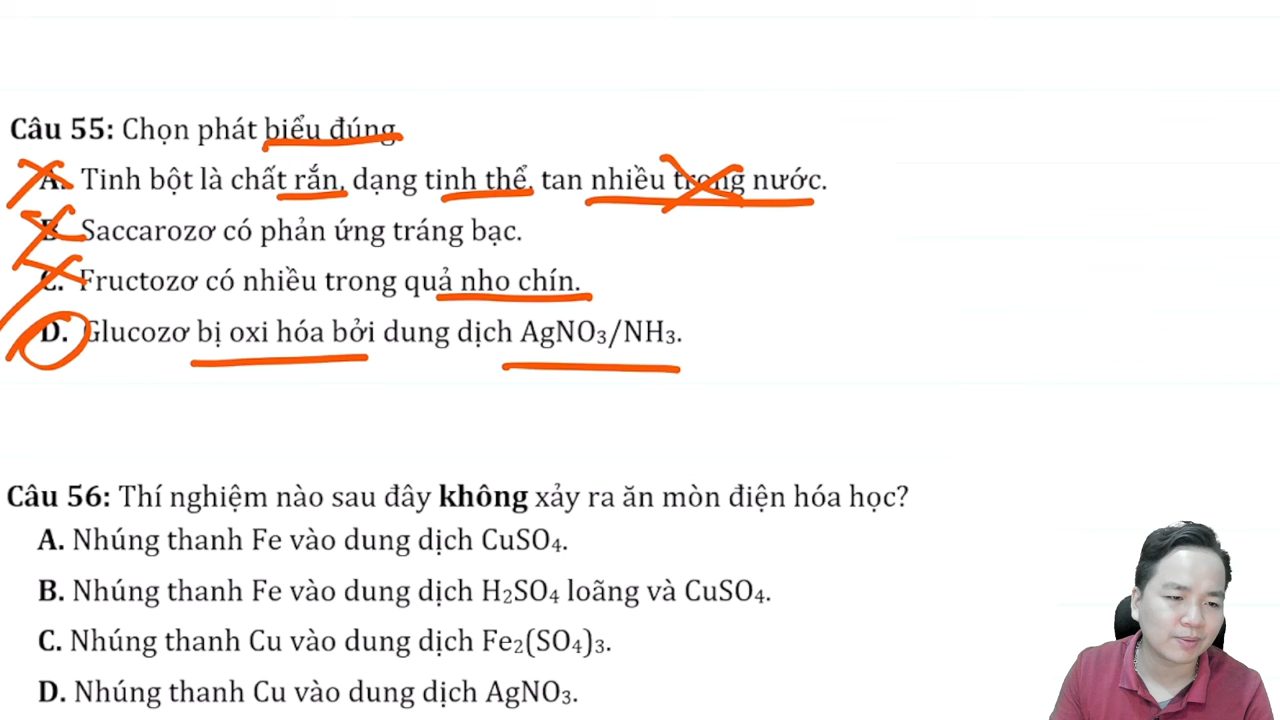 Câu 55: Chọn phát biểu đúng
A. Tinh bột là chất rắn, dạng tinh thể, tan nhiều trong nước.
B. Saccarozơ có phản ứng tráng bạc.
C. Fructozơ có nhiều trong quả nho chín.
D. Glucozơ bị oxi hóa bởi dung dịch AgNO₃/NH₃.
Câu 56: Thí nghiệm nào sau đây không xảy ra ăn mòn điện hóa học?
A. Nhúng thanh Fe vào dung dịch CuSO₄.
B. Nhúng thanh Fe vào dung dịch H₂SO₄ loãng và CuSO₄.
C. Nhúng thanh Cu vào dung dịch Fe₂(SO₄)₃.
D. Nhúng thanh Cu vào dung dịch AgNO₃.